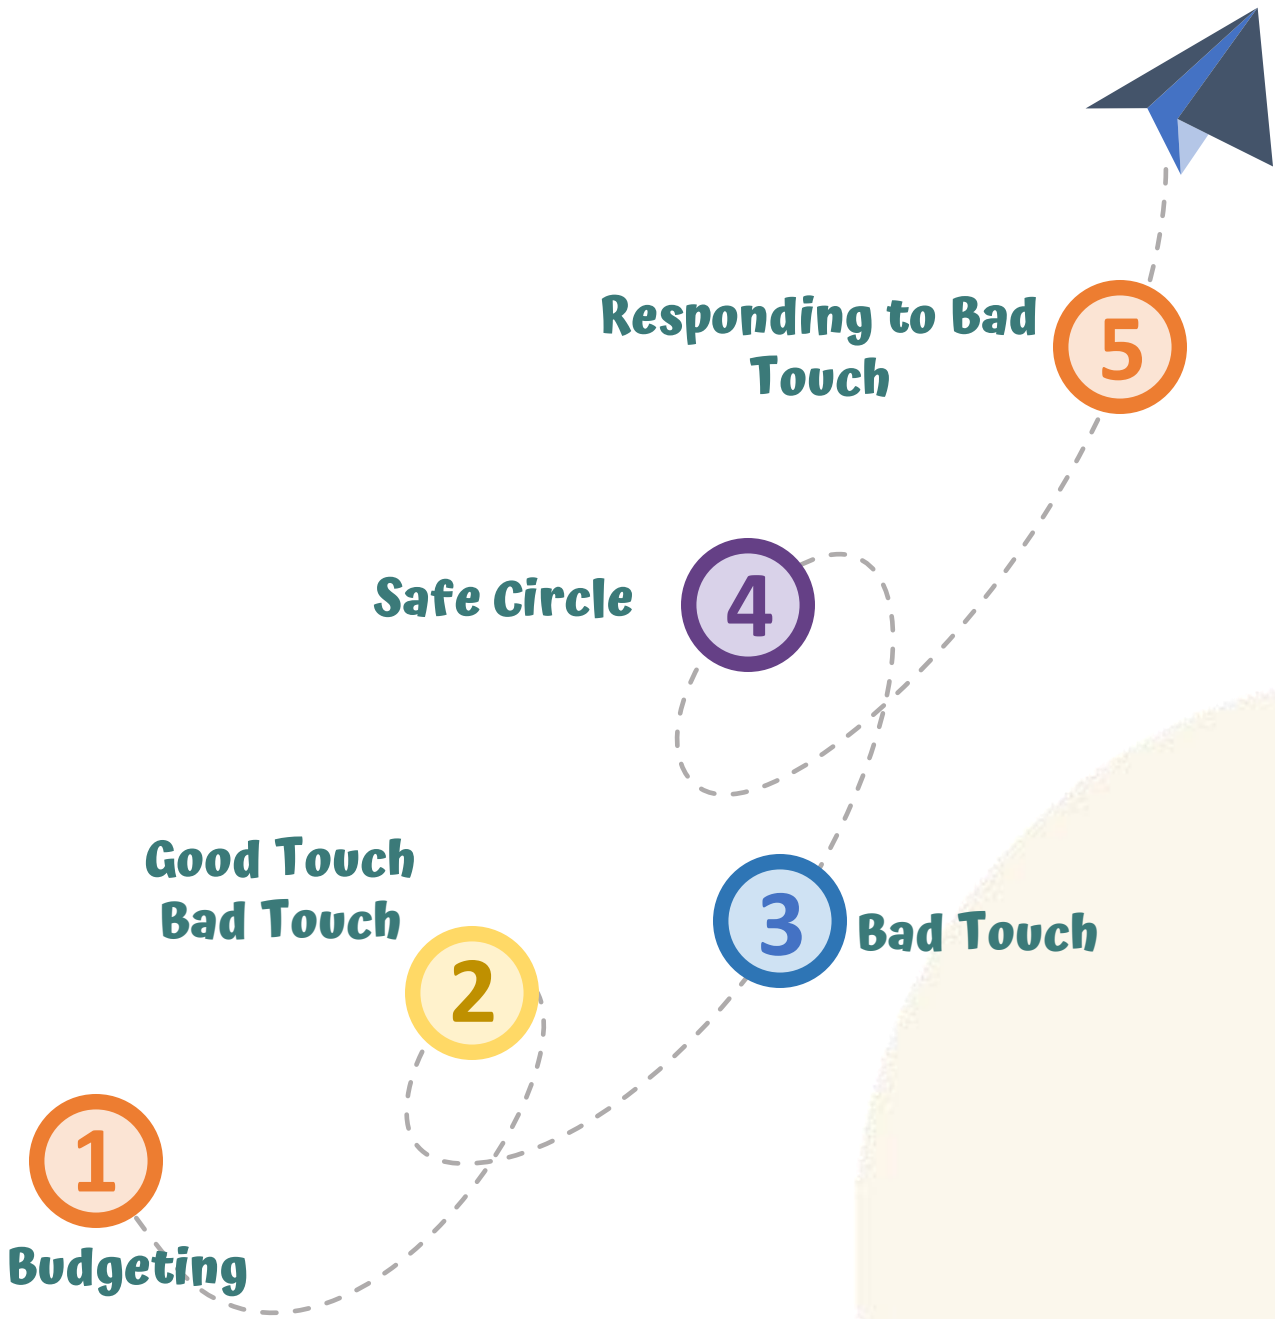 Responding to Bad
Touch
5
Safe Circle
4
Good Touch
Bad Touch
2
3
Bad Touch
1
Budgeting